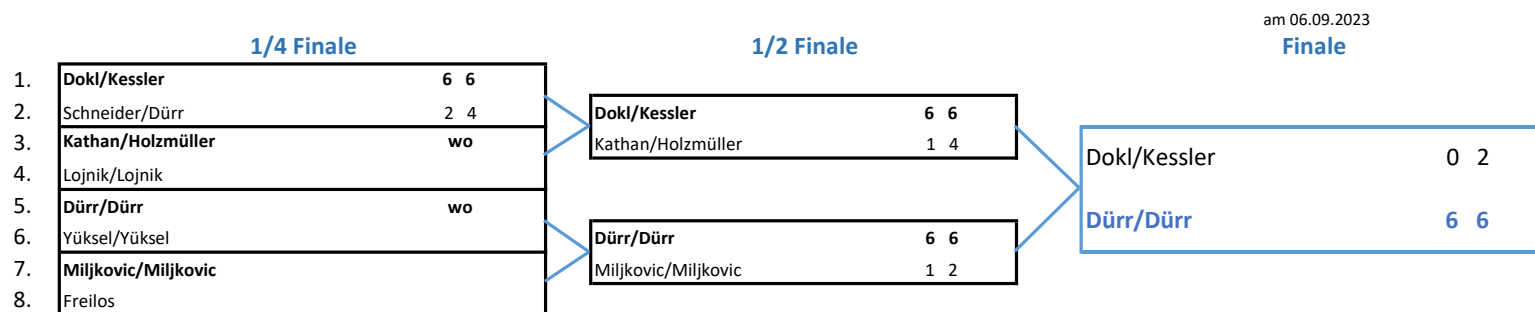 am 06.09.2023
1/4 Finale
1/2 Finale
Finale
1. Dokl/Kessler 6 6
2. Schneider/Dürr 2 4
3. Kathan/Holzmüller wo
4. Lojnik/Lojnik
5. Dürr/Dürr wo
6. Yüksel/Yüksel
7. Miljkovic/Miljkovic
8. Freilos
Dokl/Kessler 6 6
Kathan/Holzmüller 1 4
Dürr/Dürr 6 6
Miljkovic/Miljkovic 1 2
Dokl/Kessler 0 2
Dürr/Dürr 6 6